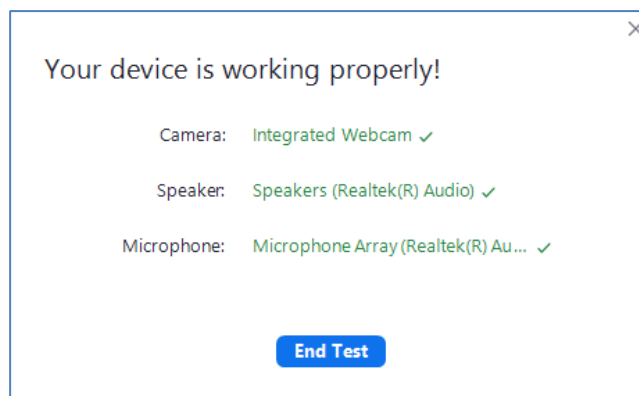 Your device is working properly!
Camera: Integrated Webcam ✓
Speaker: Speakers (Realtek(R) Audio) ✓
Microphone: Microphone Array (Realtek(R) Au... ✓
End Test